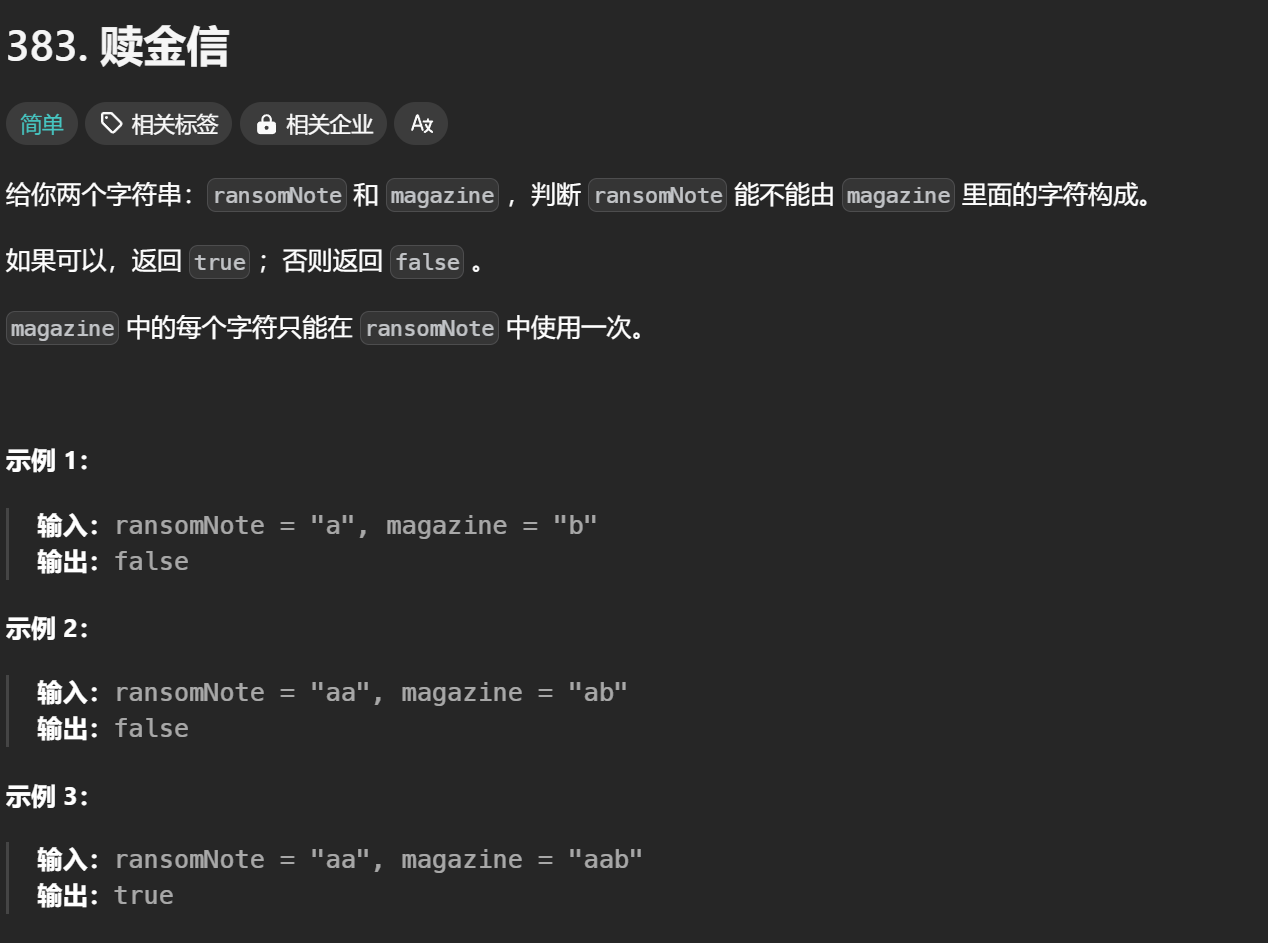 383. 赎金信
简单 相关标签 相关企业
给你两个字符串：ransomNote 和 magazine ，判断 ransomNote 能不能由 magazine 里面的字符构成。
如果可以，返回 true ；否则返回 false 。
magazine 中的每个字符只能在 ransomNote 中使用一次。
示例 1：
输入：ransomNote = "a", magazine = "b"
输出：false
示例 2：
输入：ransomNote = "aa", magazine = "ab"
输出：false
示例 3：
输入：ransomNote = "aa", magazine = "aab"
输出：true